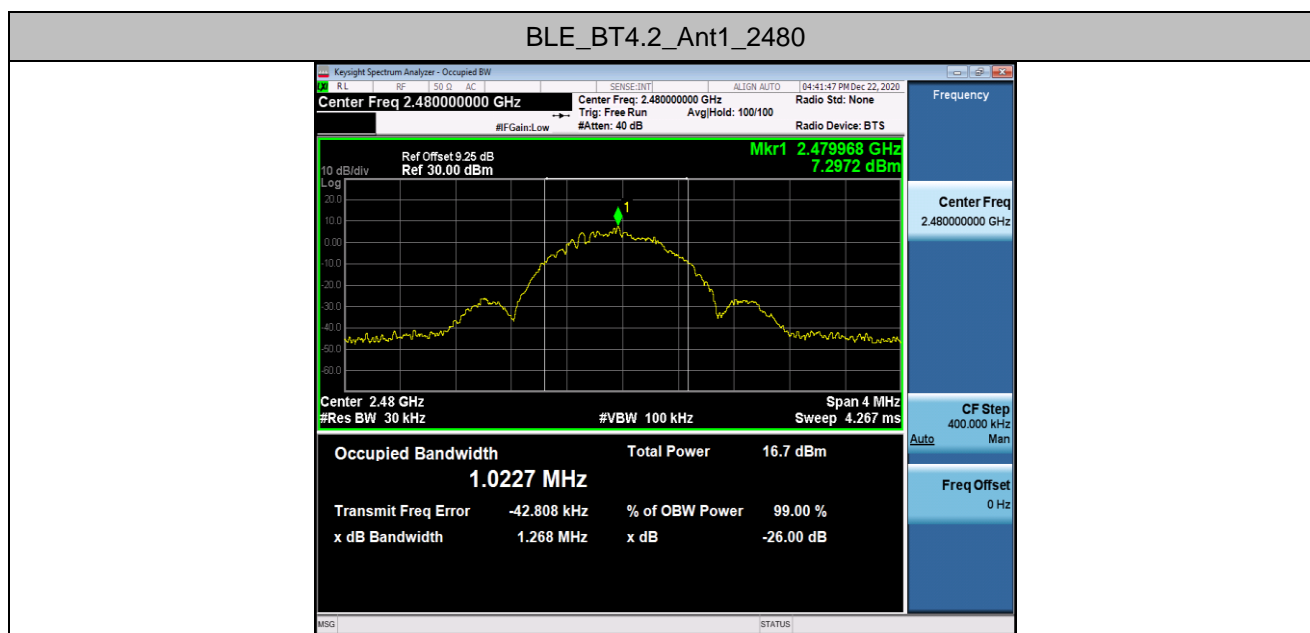 BLE_BT4.2_Ant1_2480
Keysight Spectrum Analyzer - Occupied BW
RL RF 50 Ω AC SENSE:INT ALIGN AUTO 04:41:47 PM Dec 22, 2020
Center Freq 2.480000000 GHz
Center Freq: 2.480000000 GHz Radio Std: None
Trig: Free Run Avg|Hold: 100/100
#IFGain:Low #Atten: 40 dB Radio Device: BTS
Frequency
Mkr1 2.479968 GHz
7.2972 dBm
Ref Offset 9.25 dB
10 dB/div Ref 30.00 dBm
Log
20.0
10.0
0.00
-10.0
-20.0
-30.0
-40.0
-50.0
-60.0
1
Center 2.48 GHz Span 4 MHz
#Res BW 30 kHz #VBW 100 kHz Sweep 4.267 ms
Center Freq
2.480000000 GHz
CF Step
400.000 kHz
Auto Man
Freq Offset
0 Hz
Occupied Bandwidth Total Power 16.7 dBm
1.0227 MHz
Transmit Freq Error -42.808 kHz % of OBW Power 99.00 %
x dB Bandwidth 1.268 MHz x dB -26.00 dB
MSG STATUS